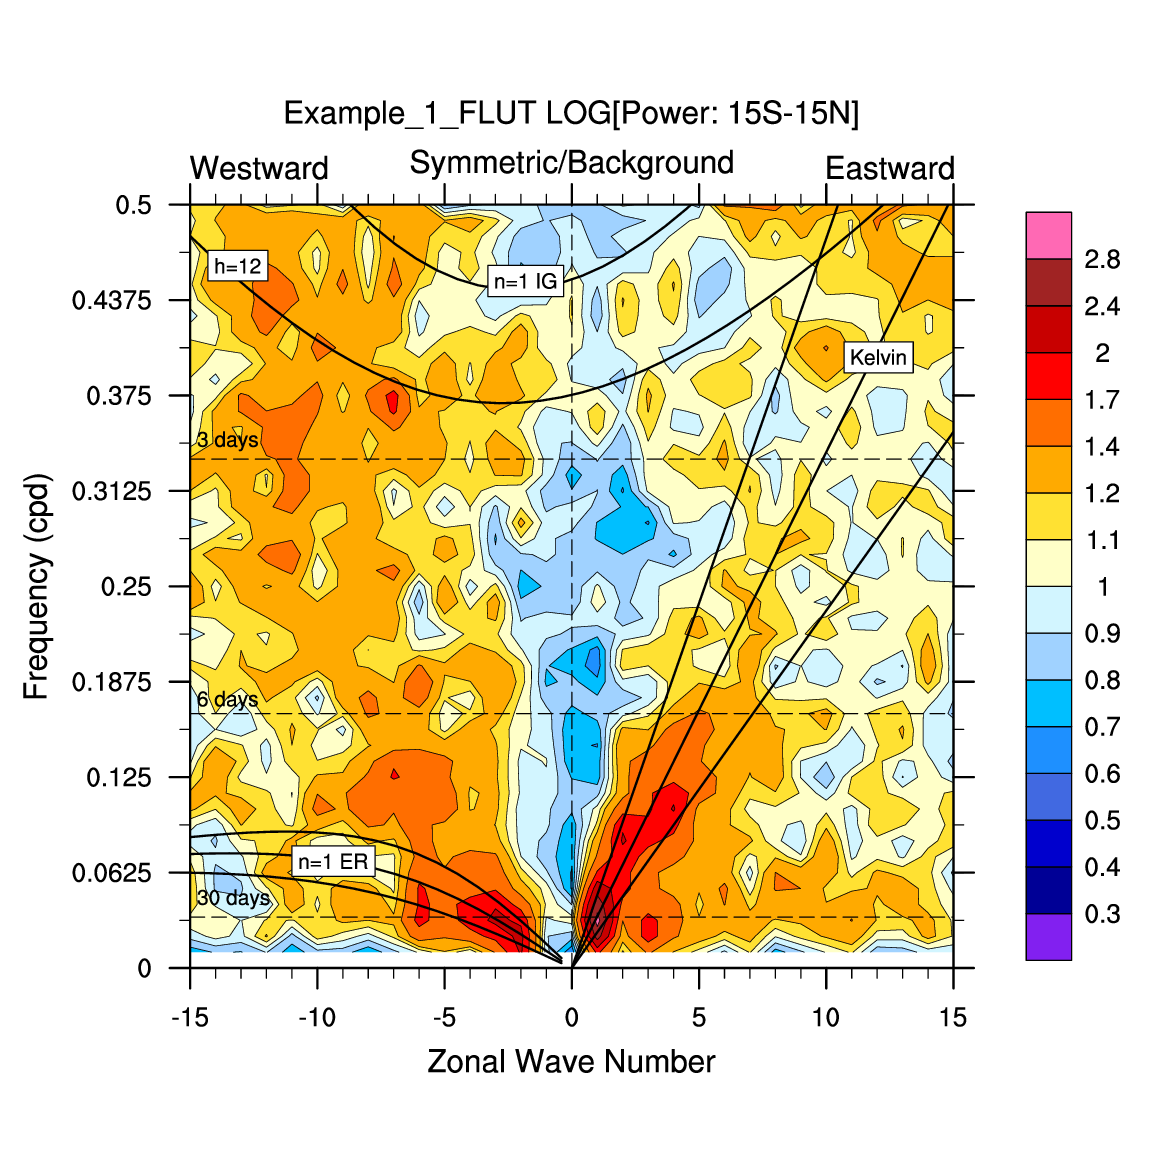 Example_1_FLUT LOG[Power: 15S-15N]
Westward Symmetric/Background Eastward
0.5
0.4375
0.375
0.3125
0.25
0.1875
0.125
0.0625
0
Frequency (cpd)
h=12
n=1 IG
Kelvin
3 days
6 days
n=1 ER
30 days
-15 -10 -5 0 5 10 15
Zonal Wave Number
2.8
2.4
2
1.7
1.4
1.2
1.1
1
0.9
0.8
0.7
0.6
0.5
0.4
0.3